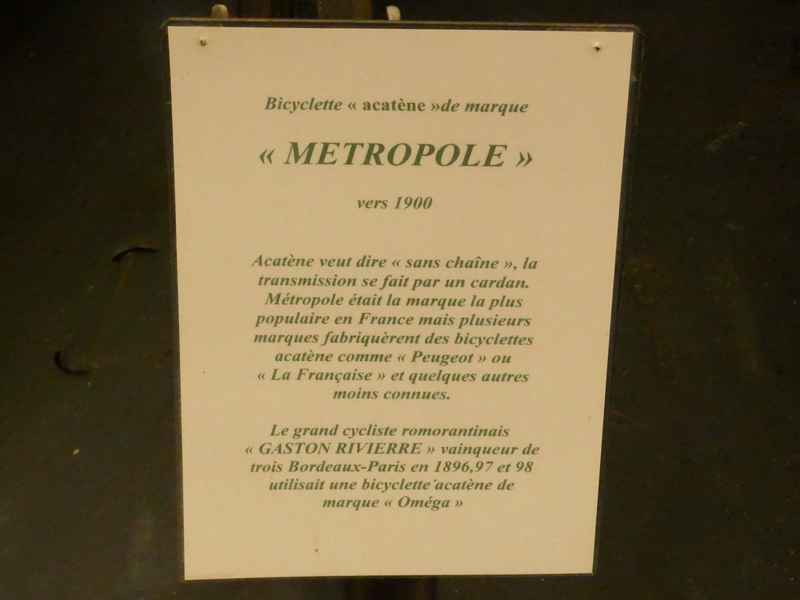 Bicyclette « acatène »de marque
« METROPOLE »
vers 1900
Acatène veut dire « sans chaîne », la
transmission se fait par un cardan.
Métropole était la marque la plus
populaire en France mais plusieurs
marques fabriquèrent des bicyclettes
acatène comme « Peugeot » ou
« La Française » et quelques autres
moins connues.
Le grand cycliste romorantinais
« GASTON RIVIERRE » vainqueur de
trois Bordeaux-Paris en 1896,97 et 98
utilisait une bicyclette acatène de
marque « Oméga »